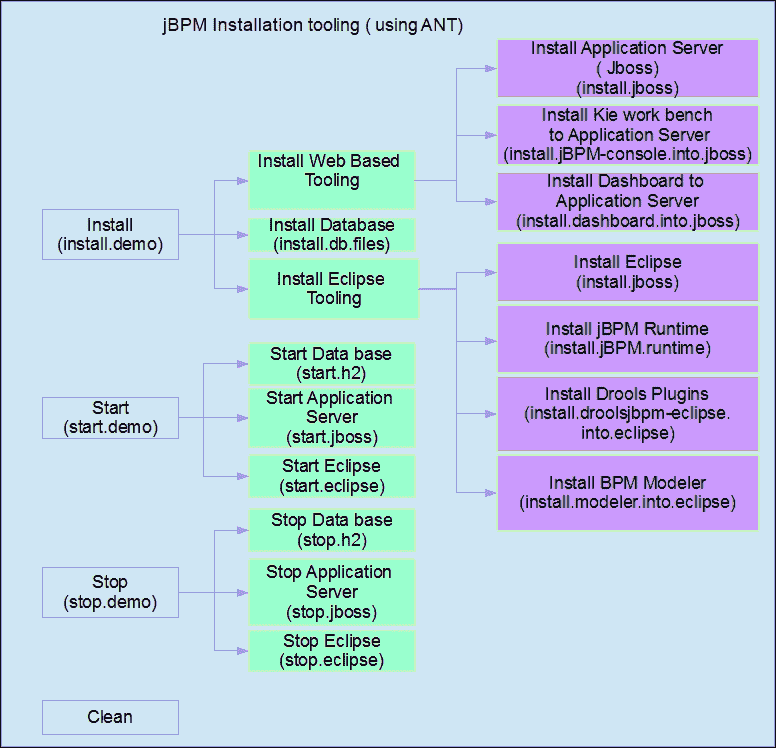 jBPM Installation tooling ( using ANT)
Install
(install.demo)
Install Web Based
Tooling
Install Application Server
( Jboss)
(install.jboss)
Install Kie work bench
to Application Server
(install.jBPM-console.into.jboss)
Install Dashboard to
Application Server
(install.dashboard.into.jboss)
Install Database
(install.db.files)
Install Eclipse
Tooling
Install Eclipse
(install.jboss)
Install jBPM Runtime
(install.jBPM.runtime)
Install Drools Plugins
(install.droolsjbpm-eclipse.
into.eclipse)
Install BPM Modeler
(install.modeler.into.eclipse)
Start
(start.demo)
Start Data base
(start.h2)
Start Application
Server
(start.jboss)
Start Eclipse
(start.eclipse)
Stop
(stop.demo)
Stop Data base
(stop.h2)
Stop Application
Server
(stop.jboss)
Stop Eclipse
(stop.eclipse)
Clean